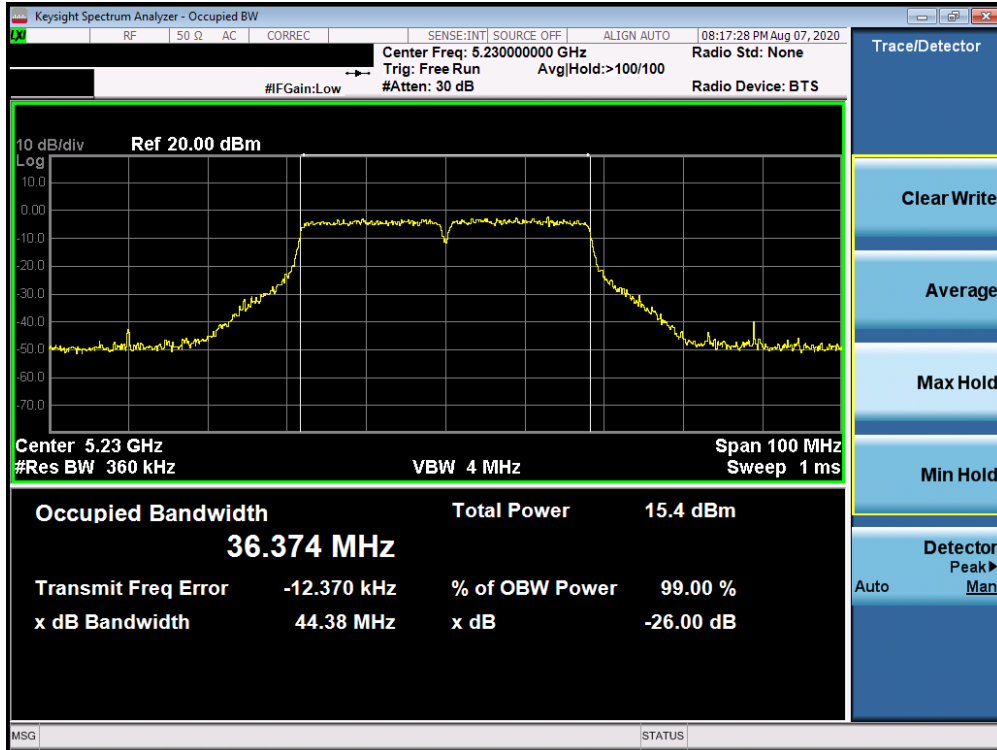 Keysight Spectrum Analyzer - Occupied BW
LXI RF 50 Ω AC CORREC SENSE:INT SOURCE OFF ALIGN AUTO 08:17:28 PM Aug 07, 2020
Center Freq: 5.230000000 GHz Radio Std: None
Trig: Free Run Avg|Hold:>100/100
#IFGain:Low #Atten: 30 dB Radio Device: BTS
Trace/Detector
10 dB/div Ref 20.00 dBm
Log
10.0
0.00
-10.0
-20.0
-30.0
-40.0
-50.0
-60.0
-70.0
Center 5.23 GHz Span 100 MHz
#Res BW 360 kHz VBW 4 MHz Sweep 1 ms
Clear Write
Average
Max Hold
Min Hold
Detector
Peak▶
Auto Man
Occupied Bandwidth Total Power 15.4 dBm
36.374 MHz
Transmit Freq Error -12.370 kHz % of OBW Power 99.00 %
x dB Bandwidth 44.38 MHz x dB -26.00 dB
MSG STATUS